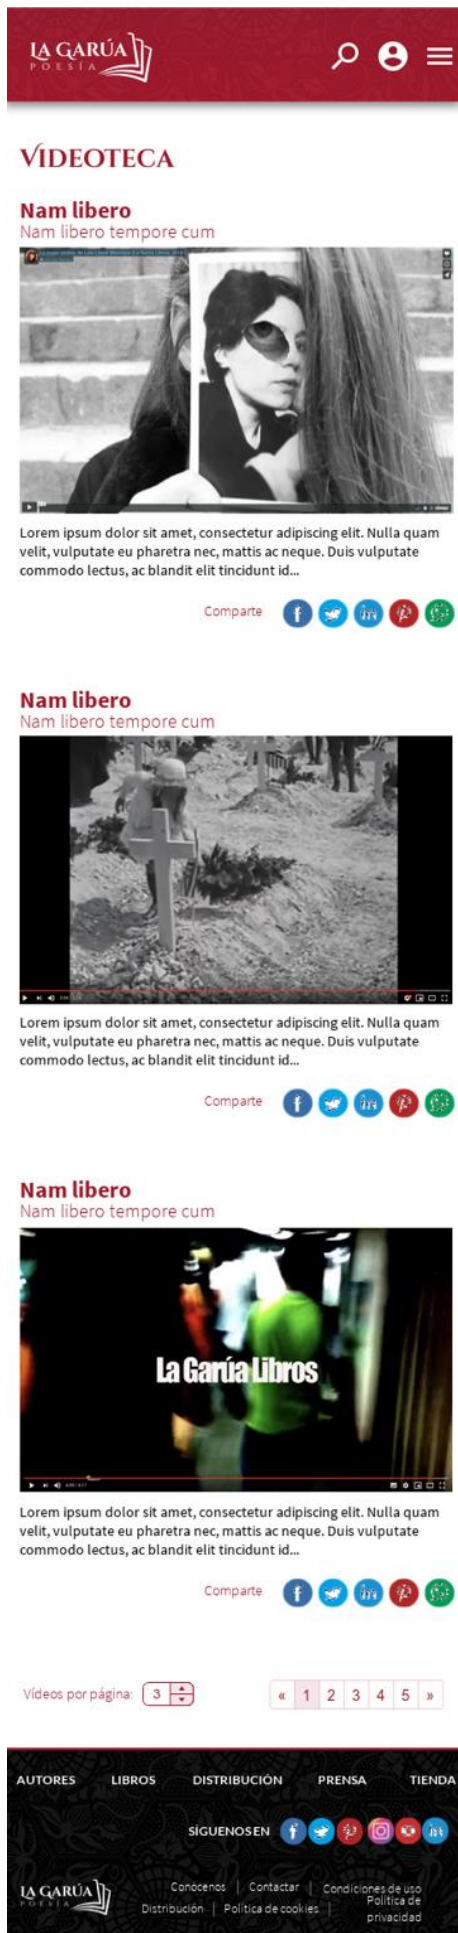 LA GARÚA
POESÍA
VIDEOTECA
Nam libero
Nam libero tempore cum
Lorem ipsum dolor sit amet, consectetur adipiscing elit. Nulla quam
velit, vulputate eu pharetra nec, mattis ac neque. Duis vulputate
commodo lectus, ac blandit elit tincidunt id...
Comparte
Nam libero
Nam libero tempore cum
Lorem ipsum dolor sit amet, consectetur adipiscing elit. Nulla quam
velit, vulputate eu pharetra nec, mattis ac neque. Duis vulputate
commodo lectus, ac blandit elit tincidunt id...
Comparte
Nam libero
Nam libero tempore cum
La Garúa Libros
Lorem ipsum dolor sit amet, consectetur adipiscing elit. Nulla quam
velit, vulputate eu pharetra nec, mattis ac neque. Duis vulputate
commodo lectus, ac blandit elit tincidunt id...
Comparte
Vídeos por página: 3 « 1 2 3 4 5 »
AUTORES LIBROS DISTRIBUCIÓN PRENSA TIENDA
SÍGUENOS EN
LA GARÚA
POESÍA
Conócenos | Contactar | Condiciones de uso
Distribución | Política de cookies | Política de
privacidad